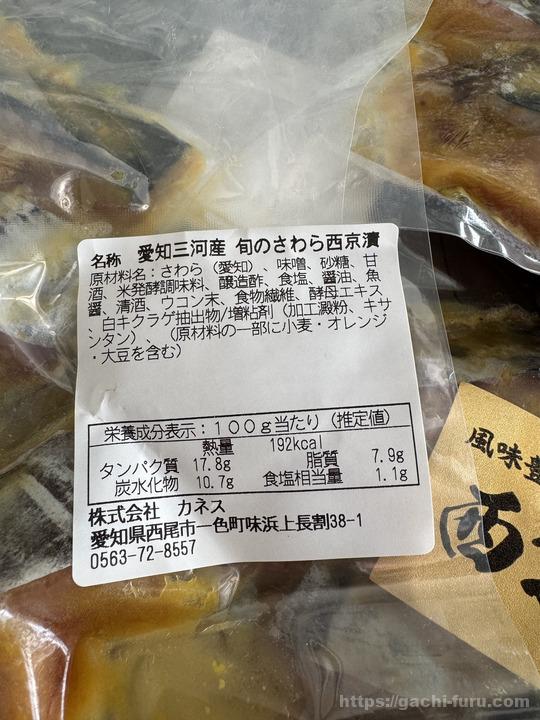 名称 愛知三河産 旬のさわら西京漬
原材料名:さわら(愛知)、味噌、砂糖、甘
酒、米発酵調味料、醸造酢、食塩、醤油、魚
醤、清酒、ウコン末、食物繊維、酵母エキス
、白キクラゲ抽出物/増粘剤(加工澱粉、キサ
ンタン)、(原材料の一部に小麦・オレンジ
・大豆を含む)
栄養成分表示:100g当たり(推定値)
熱量 192kcal
タンパク質 17.8g 脂質 7.9g
炭水化物 10.7g 食塩相当量 1.1g
株式会社 カネス
愛知県西尾市一色町味浜上長割38-1
0563-72-8557
風味
西
https://gachi-furu.com